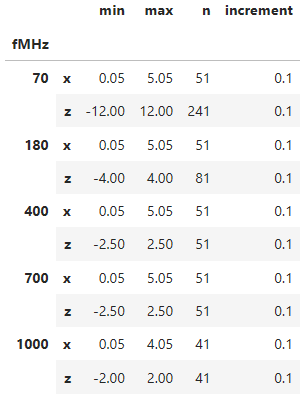 min max n increment
fMHz
70 x 0.05 5.05 51 0.1
z -12.00 12.00 241 0.1
180 x 0.05 5.05 51 0.1
z -4.00 4.00 81 0.1
400 x 0.05 5.05 51 0.1
z -2.50 2.50 51 0.1
700 x 0.05 5.05 51 0.1
z -2.50 2.50 51 0.1
1000 x 0.05 4.05 41 0.1
z -2.00 2.00 41 0.1